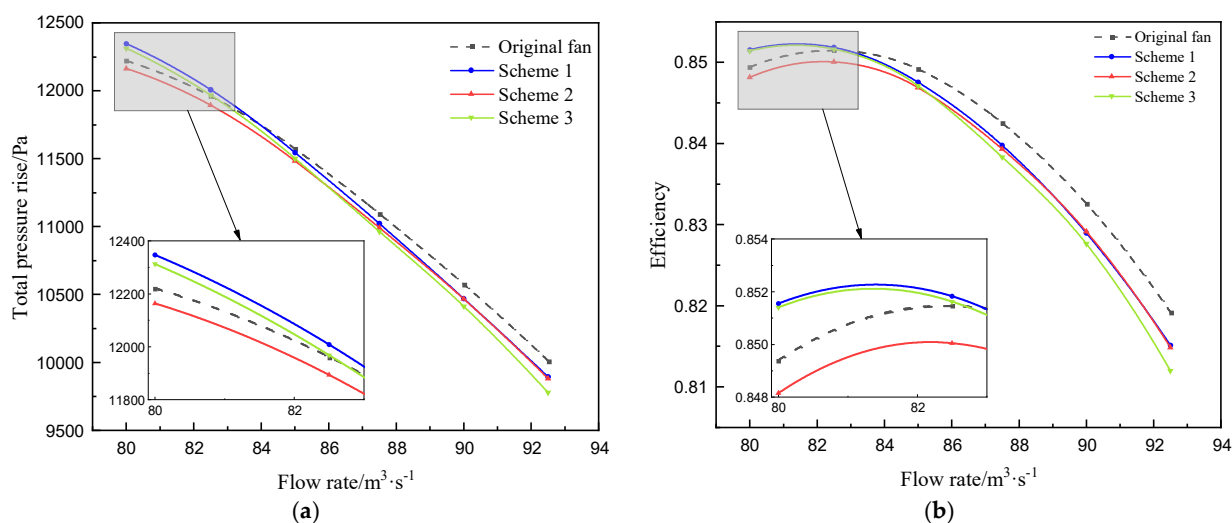 12500
12000
11500
11000
10500
10000
9500
Total pressure rise/Pa
Original fan
Scheme 1
Scheme 2
Scheme 3
12400
12200
12000
11800
80
82
80
82
84
86
88
90
92
94
Flow rate/m³·s⁻¹
(a)
0.85
0.84
0.83
0.82
0.81
Efficiency
Original fan
Scheme 1
Scheme 2
Scheme 3
0.854
0.852
0.850
0.848
80
82
78
80
82
84
86
88
90
92
94
Flow rate/m³·s⁻¹
(b)